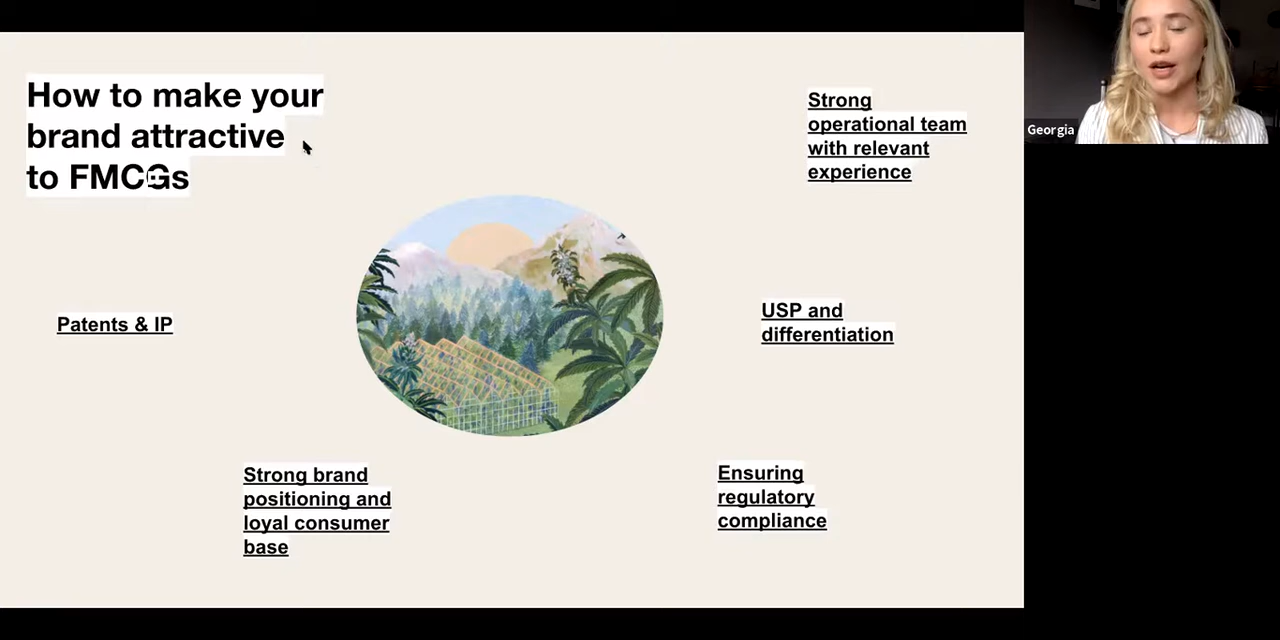 How to make your
brand attractive
to FMCGs
Strong
operational team
with relevant
experience
Georgia
Patents & IP
USP and
differentiation
Strong brand
positioning and
loyal consumer
base
Ensuring
regulatory
compliance